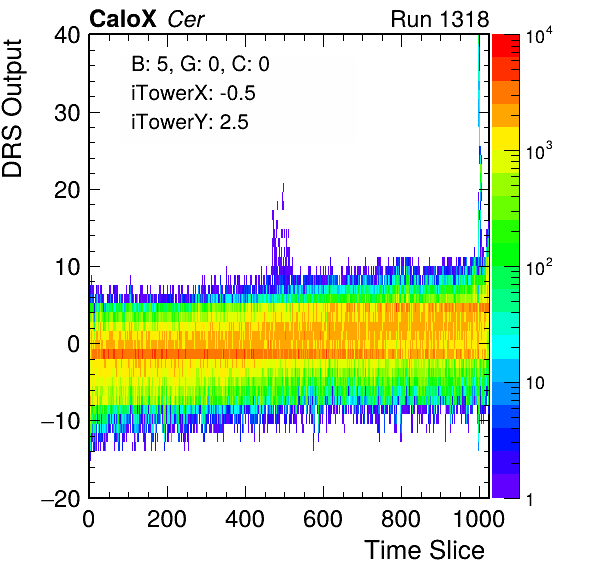 CaloX Cer Run 1318
DRS Output
B: 5, G: 0, C: 0
iTowerX: -0.5
iTowerY: 2.5
40
30
20
10
0
−10
−20
0 200 400 600 800 1000
Time Slice
10^4
10^3
10^2
10
1